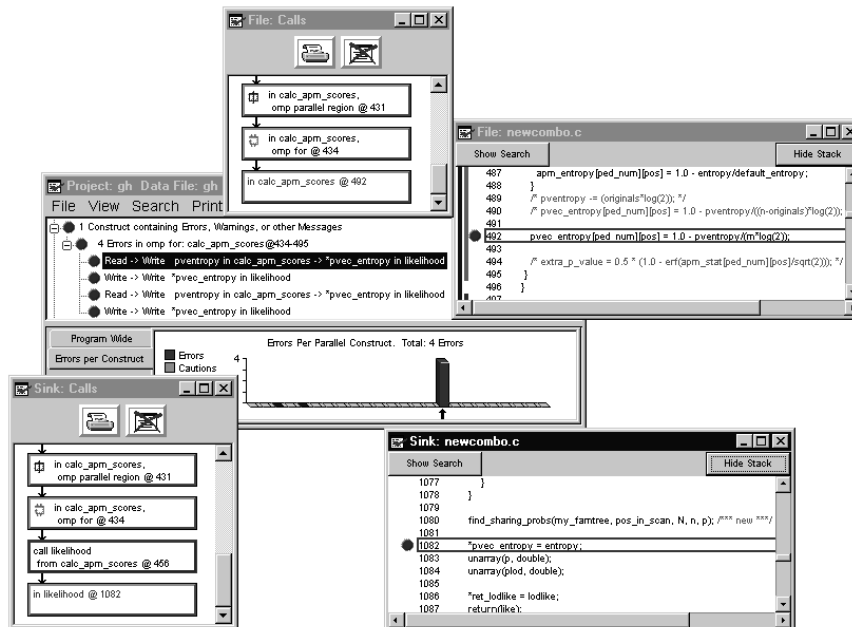 File: Calls
in calc_apm_scores,
omp parallel region @ 431
in calc_apm_scores,
omp for @ 434
in calc_apm_scores @ 492
File: newcombo.c
Show Search
Hide Stack
487 apm_entropy[ped_num][pos] = 1.0 - entropy/default_entropy;
488 }
489 /* pventropy -= (originals*log(2)); */
490 /* pvec_entropy[ped_num][pos] = 1.0 - pventropy/((n-originals)*log(2));
491
492 pvec_entropy[ped_num][pos] = 1.0 - pventropy/(m*log(2));
493
494 /* extra_p_value = 0.5 * (1.0 - erf(apm_stat[ped_num][pos]/sqrt(2))); */
495 }
496 }
497
Project: gh Data File: gh
File View Search Print
1 Construct containing Errors, Warnings, or other Messages
4 Errors in omp for: calc_apm_scores@434-495
Read -> Write pventropy in calc_apm_scores -> *pvec_entropy in likelihood
Write -> Write *pvec_entropy in likelihood
Read -> Write pventropy in calc_apm_scores -> *pvec_entropy in likelihood
Write -> Write *pvec_entropy in likelihood
Program Wide
Errors per Construct
Errors Per Parallel Construct. Total: 4 Errors
Errors
Cautions
4
Sink: Calls
in calc_apm_scores,
omp parallel region @ 431
in calc_apm_scores,
omp for @ 434
call likelihood
from calc_apm_scores @ 456
in likelihood @ 1082
Sink: newcombo.c
Show Search
Hide Stack
1077 }
1078 }
1079
1080 find_sharing_probs(my_famtree, pos_in_scan, N, n, p); /*** new ***/
1081
1082 *pvec_entropy = entropy;
1083 unarray(p, double);
1084 unarray(plod, double);
1085
1086 *ret_lodlike = lodlike;
1087 return(like);